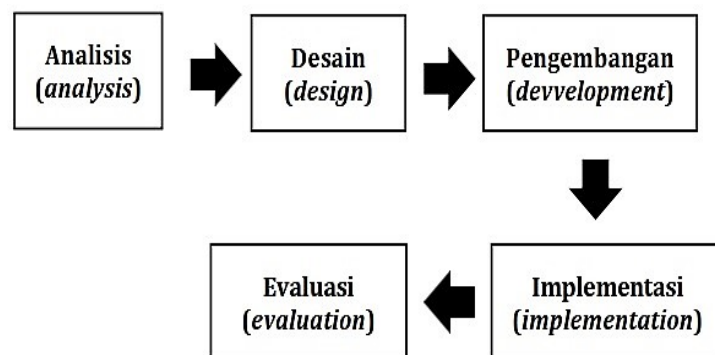 Analisis
(analysis)
Desain
(design)
Pengembangan
(devvelopment)
Implementasi
(implementation)
Evaluasi
(evaluation)